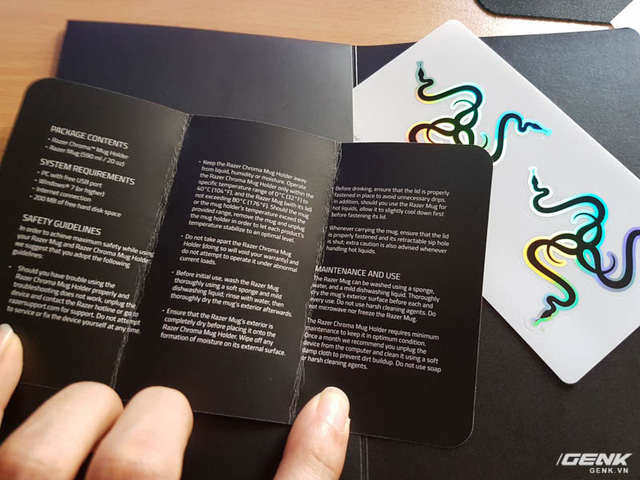 PACKAGE CONTENTS
- Razer Chroma™ Mug Holder
- Razer Mug (590 ml / 20 oz)
SYSTEM REQUIREMENTS
- PC with free USB port
- Windows® 7 (or higher)
- Internet connection
- 200 MB of free hard disk space
SAFETY GUIDELINES
In order to achieve maximum safety while using
your Razer Mug and Razer Chroma Mug Holder,
we suggest that you adopt the following
guidelines:
- Should you have trouble using the
Razer Chroma Mug Holder properly and
troubleshooting does not work, unplug the
device and contact the Razer hotline or go to
razersupport.com for support. Do not attempt
to service or fix the device yourself at any time.
- Keep the Razer Chroma Mug Holder away
from liquid, humidity or moisture. Operate
the Razer Chroma Mug Holder only within the
specific temperature range of 0°C (32°F) to
40°C (104°F), and the Razer Mug (with its lid)
not exceeding 80°C (176°F). Should the mug
or the mug holder's temperature exceed the
provided range, remove the mug and unplug
the mug holder in order to let each product's
temperature stabilize to an optimal level.
- Do not take apart the Razer Chroma Mug
Holder (doing so will void your warranty) and
do not attempt to operate it under abnormal
current loads.
- Before initial use, wash the Razer Mug
thoroughly using a soft sponge and mild
dishwashing liquid, rinse with water, then
thoroughly dry the mug's exterior afterwards.
- Ensure that the Razer Mug's exterior is
completely dry before placing it onto the
Razer Chroma Mug Holder. Wipe off any
formation of moisture on its external surface.
Before drinking, ensure that the lid is properly
fastened in place to avoid unnecessary drips.
In addition, should you use the Razer Mug for
hot liquids, allow it to slightly cool down first
before fastening its lid.
Whenever carrying the mug, ensure that the lid
is properly fastened and its retractable sip hole
is shut; extra caution is also advised whenever
handling hot liquids.
MAINTENANCE AND USE
The Razer Mug can be washed using a sponge,
water, and a mild dishwashing liquid. Thoroughly
dry the mug's exterior surface before each and
every use. Do not use harsh cleaning agents. Do
not microwave nor freeze the Razer Mug.
The Razer Chroma Mug Holder requires minimum
maintenance to keep it in optimum condition.
Once a month we recommend you unplug the
device from the computer and clean it using a soft
damp cloth to prevent dirt buildup. Do not use soap
or harsh cleaning agents.
GENK
GENK.VN